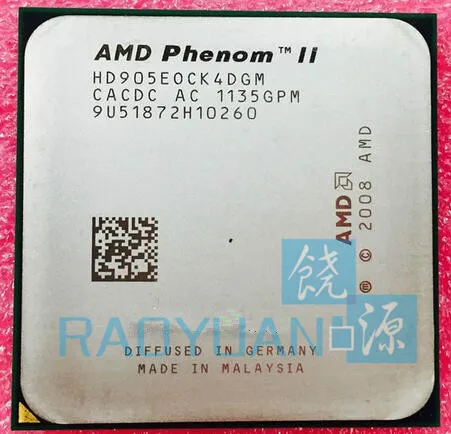 AMD Phenom™ II
HD905EOCK4DGM
CACDC AC 1135GPM
9U51872H10260
AMD
ⓜ © 2008 AMD
饶
源
RAOYUAN
DIFFUSED IN GERMANY
MADE IN MALAYSIA